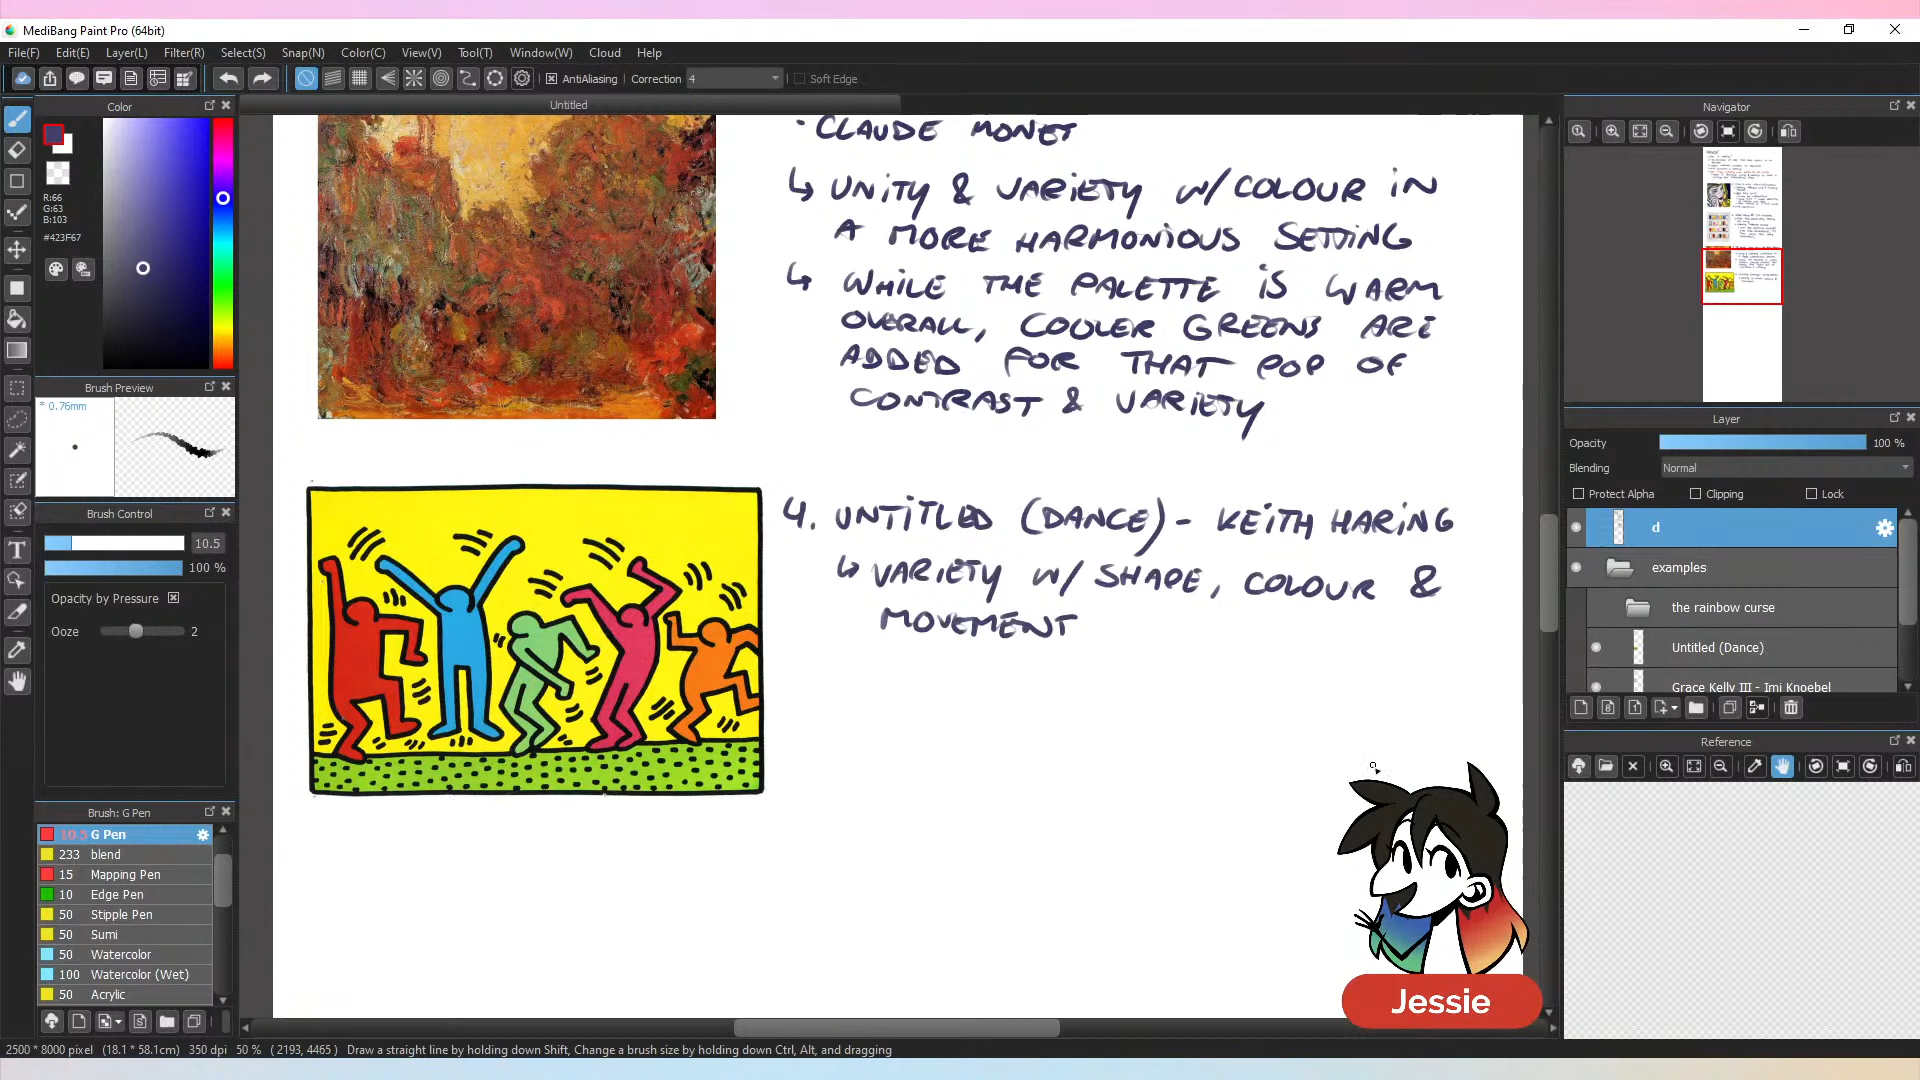 MediBang Paint Pro (64bit)
File(F) Edit(E) Layer(L) Filter(R) Select(S) Snap(N) Color(C) View(V) Tool(T) Window(W) Cloud Help
AntiAliasing Correction 4 Soft Edge
Color
Untitled
Navigator
R:66
G:63
B:103
#423F67
Brush Preview
* 0.76mm
Brush Control
10.5
100 %
Opacity by Pressure
Ooze 2
Brush: G Pen
10.5 G Pen
233 blend
15 Mapping Pen
10 Edge Pen
50 Stipple Pen
50 Sumi
50 Watercolor
100 Watercolor (Wet)
50 Acrylic
· CLAUDE MONET
↳ UNITY & VARIETY W/COLOUR IN
A MORE HARMONIOUS SETTING
↳ WHILE THE PALETTE IS WARM
OVERALL, COOLER GREENS ARE
ADDED FOR THAT POP OF
CONTRAST & VARIETY
4. UNTITLED (DANCE) - KEITH HARING
↳ VARIETY W/ SHAPE, COLOUR &
MOVEMENT
Jessie
Layer
Opacity 100 %
Blending Normal
Protect Alpha Clipping Lock
d
examples
the rainbow curse
Untitled (Dance)
Grace Kelly III - Imi Knoebel
Reference
2500 * 8000 pixel (18.1 * 58.1cm) 350 dpi 50 % ( 2193, 4465 ) Draw a straight line by holding down Shift, Change a brush size by holding down Ctrl, Alt, and dragging